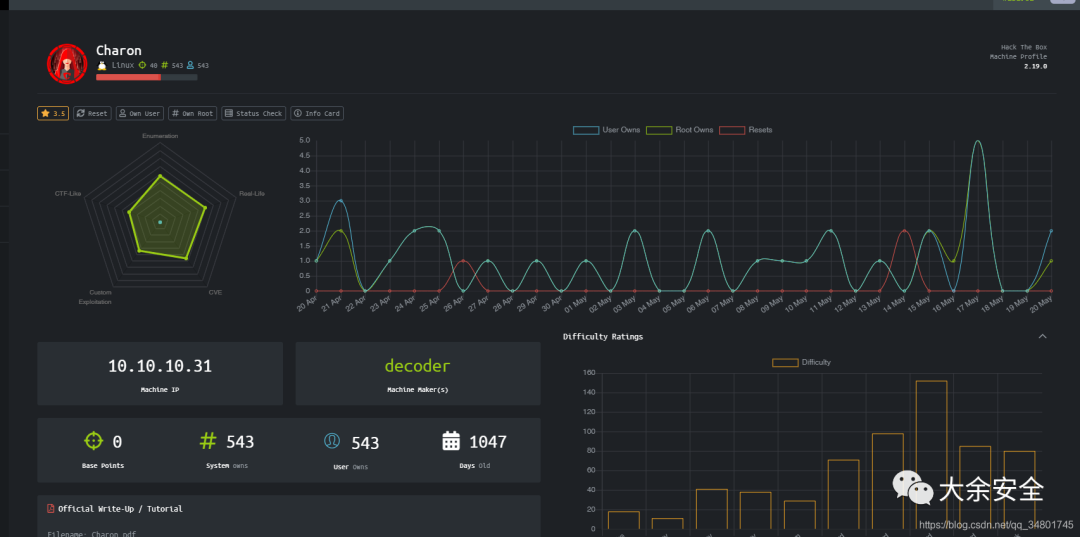 Charon
Linux 40 # 543 543
Hack The Box
Machine Profile
2.19.0
3.5 Reset Own User # Own Root Status Check Info Card
Enumeration
Real-Life
CVE
Custom
Exploitation
CTF-Like
User Owns Root Owns Resets
5.0
4.5
4.0
3.5
3.0
2.5
2.0
1.5
1.0
0.5
0
20 Apr 21 Apr 22 Apr 23 Apr 24 Apr 25 Apr 26 Apr 27 Apr 28 Apr 29 Apr 30 Apr 01 May 02 May 03 May 04 May 05 May 06 May 07 May 08 May 09 May 10 May 11 May 12 May 13 May 14 May 15 May 16 May 17 May 18 May 19 May 20 May
10.10.10.31
Machine IP
decoder
Machine Maker(s)
0
Base Points
# 543
System owns
543
User Owns
1047
Days Old
Official Write-Up / Tutorial
Filename: Charon.pdf
Difficulty Ratings
Difficulty
160
140
120
100
80
60
40
20
0
大余安全
https://blog.csdn.net/qq_34801745